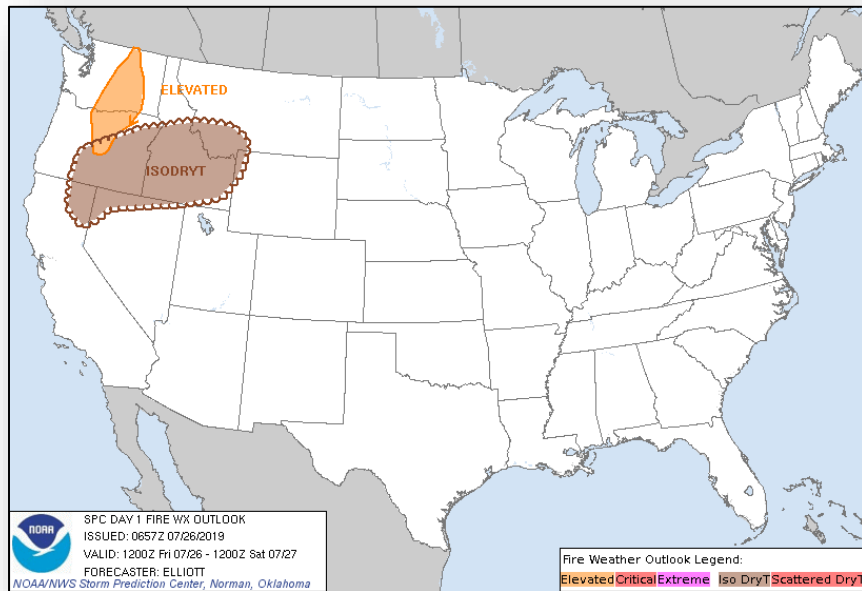 ELEVATED
ISODRYT
NOAA
SPC DAY 1 FIRE WX OUTLOOK
ISSUED: 0657Z 07/26/2019
VALID: 1200Z Fri 07/26 - 1200Z Sat 07/27
FORECASTER: ELLIOTT
NOAA/NWS Storm Prediction Center, Norman, Oklahoma
Fire Weather Outlook Legend:
Elevated Critical Extreme Iso DryT Scattered DryT